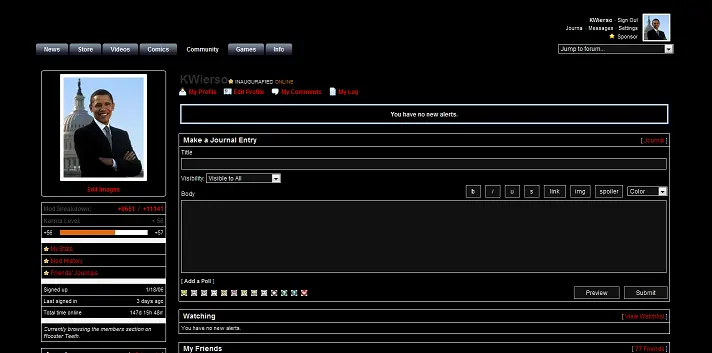 KWierso · Sign Out
Journal · Messages · Settings
Sponsor
News
Store
Videos
Comics
Community
Games
Info
Jump to forum...
KWierso INAUGURAFIED ONLINE
My Profile
Edit Profile
My Comments
My Log
You have no new alerts.
Edit Images
Make a Journal Entry
[ Journal ]
Title
Visibility: Visible to All
Body
b
i
u
s
link
img
spoiler
Color
[ Add a Poll ]
Preview
Submit
Mod Breakdown: +8651 / +11141
Karma Level: + 56
+56
+57
My Stats
Mod History
Friends' Journals
Signed up 1/18/06
Last signed in 3 days ago
Total time online 147d 15h 48m
Currently browsing the members section on
Rooster Teeth.
Watching
[ View Watchlist ]
You have no new alerts.
My Friends
[ 77 Friends ]